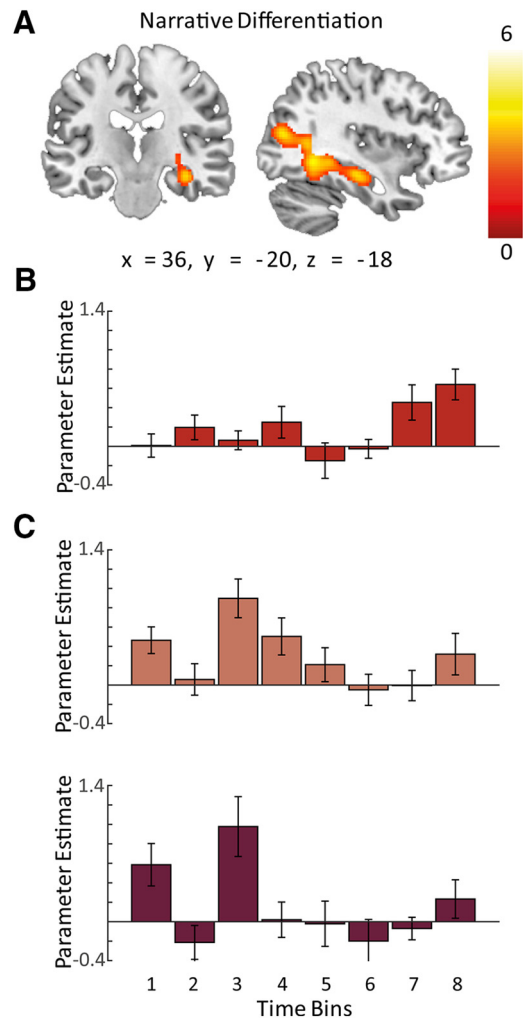 A
Narrative Differentiation
6
0
x = 36, y = -20, z = -18
B
1.4
Parameter Estimate
-0.4
C
1.4
Parameter Estimate
-0.4
1.4
Parameter Estimate
-0.4
1 2 3 4 5 6 7 8
Time Bins